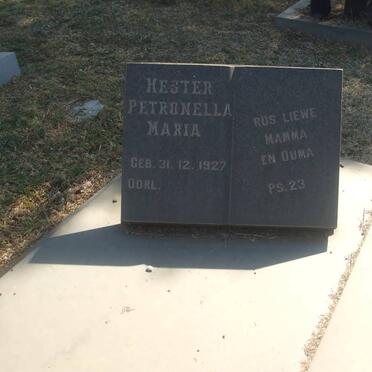 HESTER
PETRONELLA
MARIA
GEB. 31. 12. 1927
OORL.
RUS LIEWE
MAMMA
EN OUMA
PS. 23